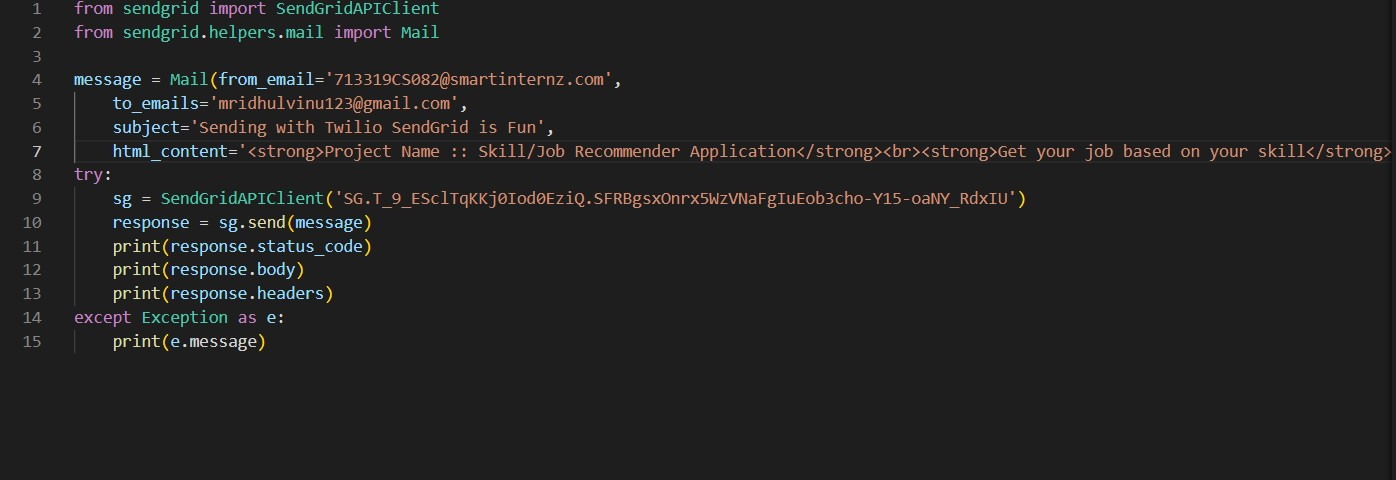 1 from sendgrid import SendGridAPIClient
2 from sendgrid.helpers.mail import Mail
3
4 message = Mail(from_email='713319CS082@smartinternz.com',
5 to_emails='mridhulvinu123@gmail.com',
6 subject='Sending with Twilio SendGrid is Fun',
7 html_content='<strong>Project Name :: Skill/Job Recommender Application</strong><br><strong>Get your job based on your skill</strong>
8 try:
9 sg = SendGridAPIClient('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')
10 response = sg.send(message)
11 print(response.status_code)
12 print(response.body)
13 print(response.headers)
14 except Exception as e:
15 print(e.message)